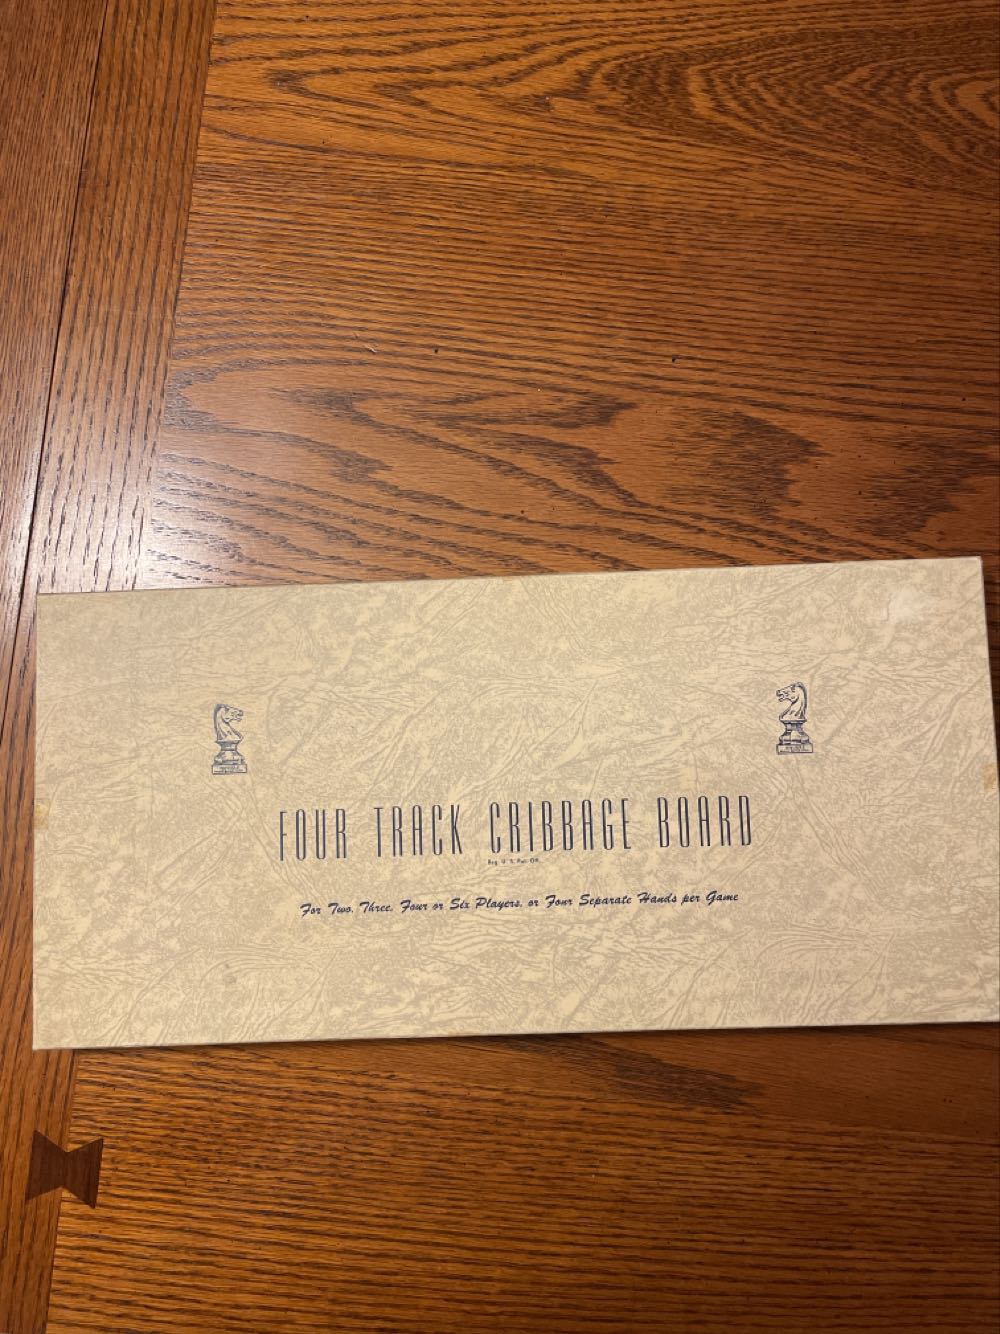 FOUR TRACK CRIBBAGE BOARD
Reg. U. S. Pat. Off.
For Two, Three, Four or Six Players, or Four Separate Hands per Game